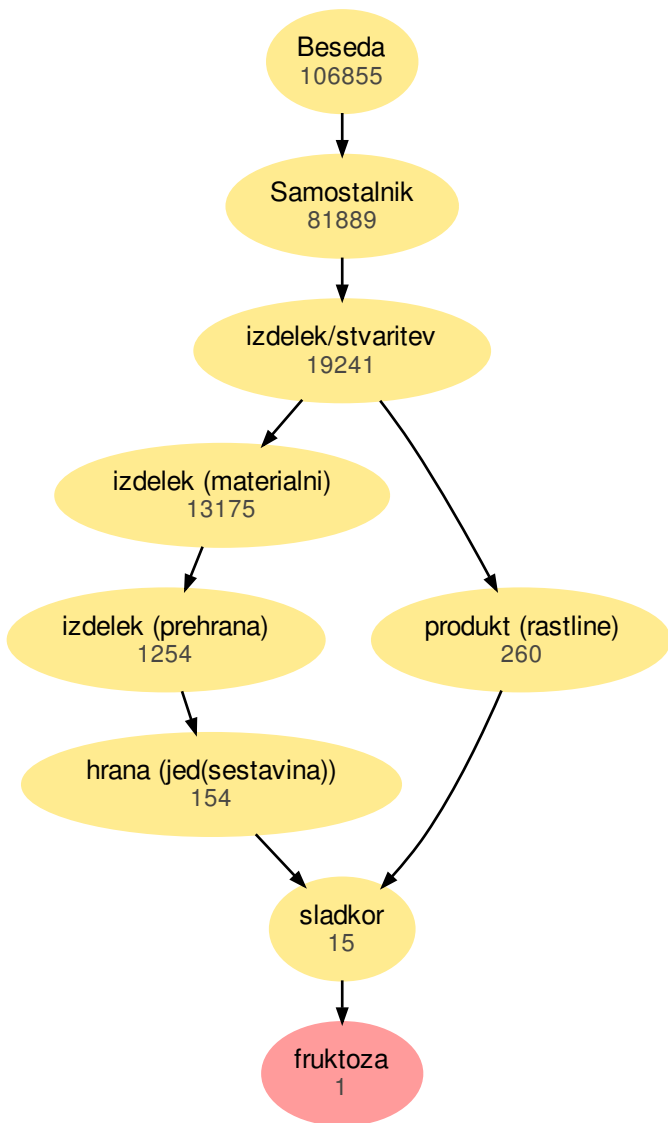 Beseda
106855
Samostalnik
81889
izdelek/stvaritev
19241
izdelek (materialni)
13175
izdelek (prehrana)
1254
produkt (rastline)
260
hrana (jed(sestavina))
154
sladkor
15
fruktoza
1